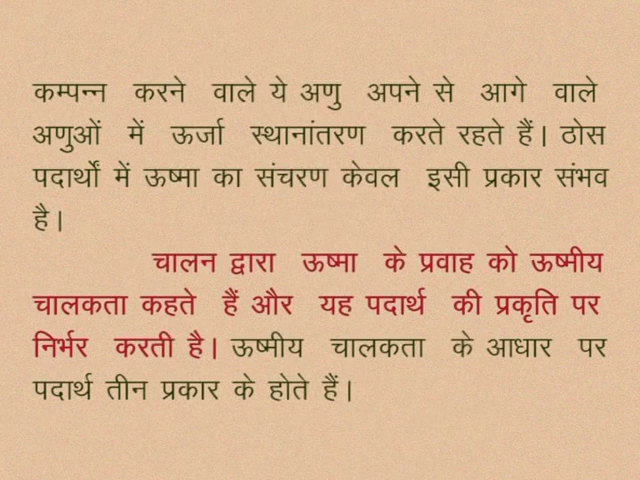 कम्पन्न करने वाले ये अणु अपने से आगे वाले
अणुओं में ऊर्जा स्थानांतरण करते रहते हैं। ठोस
पदार्थों में ऊष्मा का संचरण केवल इसी प्रकार संभव
है।
चालन द्वारा ऊष्मा के प्रवाह को ऊष्मीय
चालकता कहते हैं और यह पदार्थ की प्रकृति पर
निर्भर करती है। ऊष्मीय चालकता के आधार पर
पदार्थ तीन प्रकार के होते हैं।